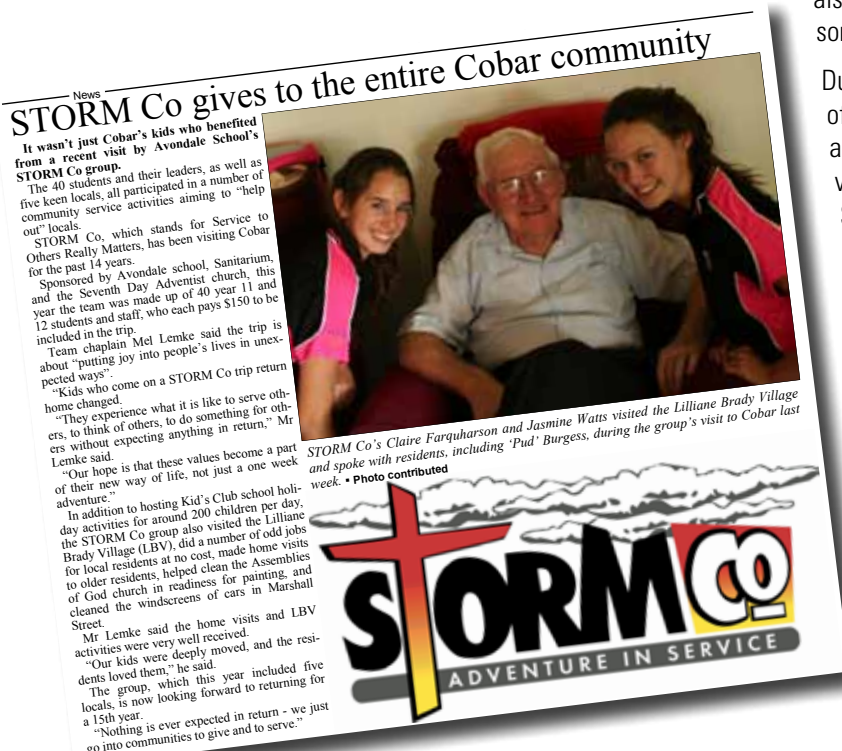 News
STORM Co gives to the entire Cobar community
It wasn't just Cobar's kids who benefited
from a recent visit by Avondale School's
STORM Co group.
The 40 students and their leaders, as well as
five keen locals, all participated in a number of
community service activities aiming to "help
out" locals.
STORM Co, which stands for Service to
Others Really Matters, has been visiting Cobar
for the past 14 years.
Sponsored by Avondale school, Sanitarium,
and the Seventh Day Adventist church, this
year the team was made up of 40 year 11 and
12 students and staff, who each pays $150 to be
included in the trip.
Team chaplain Mel Lemke said the trip is
about "putting joy into people's lives in unex-
pected ways".
"Kids who come on a STORM Co trip return
home changed.
"They experience what it is like to serve oth-
ers, to think of others, to do something for oth-
ers without expecting anything in return," Mr
Lemke said.
"Our hope is that these values become a part
of their new way of life, not just a one week
adventure."
In addition to hosting Kid's Club school holi-
day activities for around 200 children per day,
the STORM Co group also visited the Lilliane
Brady Village (LBV), did a number of odd jobs
for local residents at no cost, made home visits
to older residents, helped clean the Assemblies
of God church in readiness for painting, and
cleaned the windscreens of cars in Marshall
Street.
Mr Lemke said the home visits and LBV
activities were very well received.
"Our kids were deeply moved, and the resi-
dents loved them," he said.
The group, which this year included five
locals, is now looking forward to returning for
a 15th year.
"Nothing is ever expected in return - we just
go into communities to give and to serve."
STORM Co's Claire Farquharson and Jasmine Watts visited the Lilliane Brady Village
and spoke with residents, including 'Pud' Burgess, during the group's visit to Cobar last
week. ▪ Photo contributed
STORM CO
ADVENTURE IN SERVICE